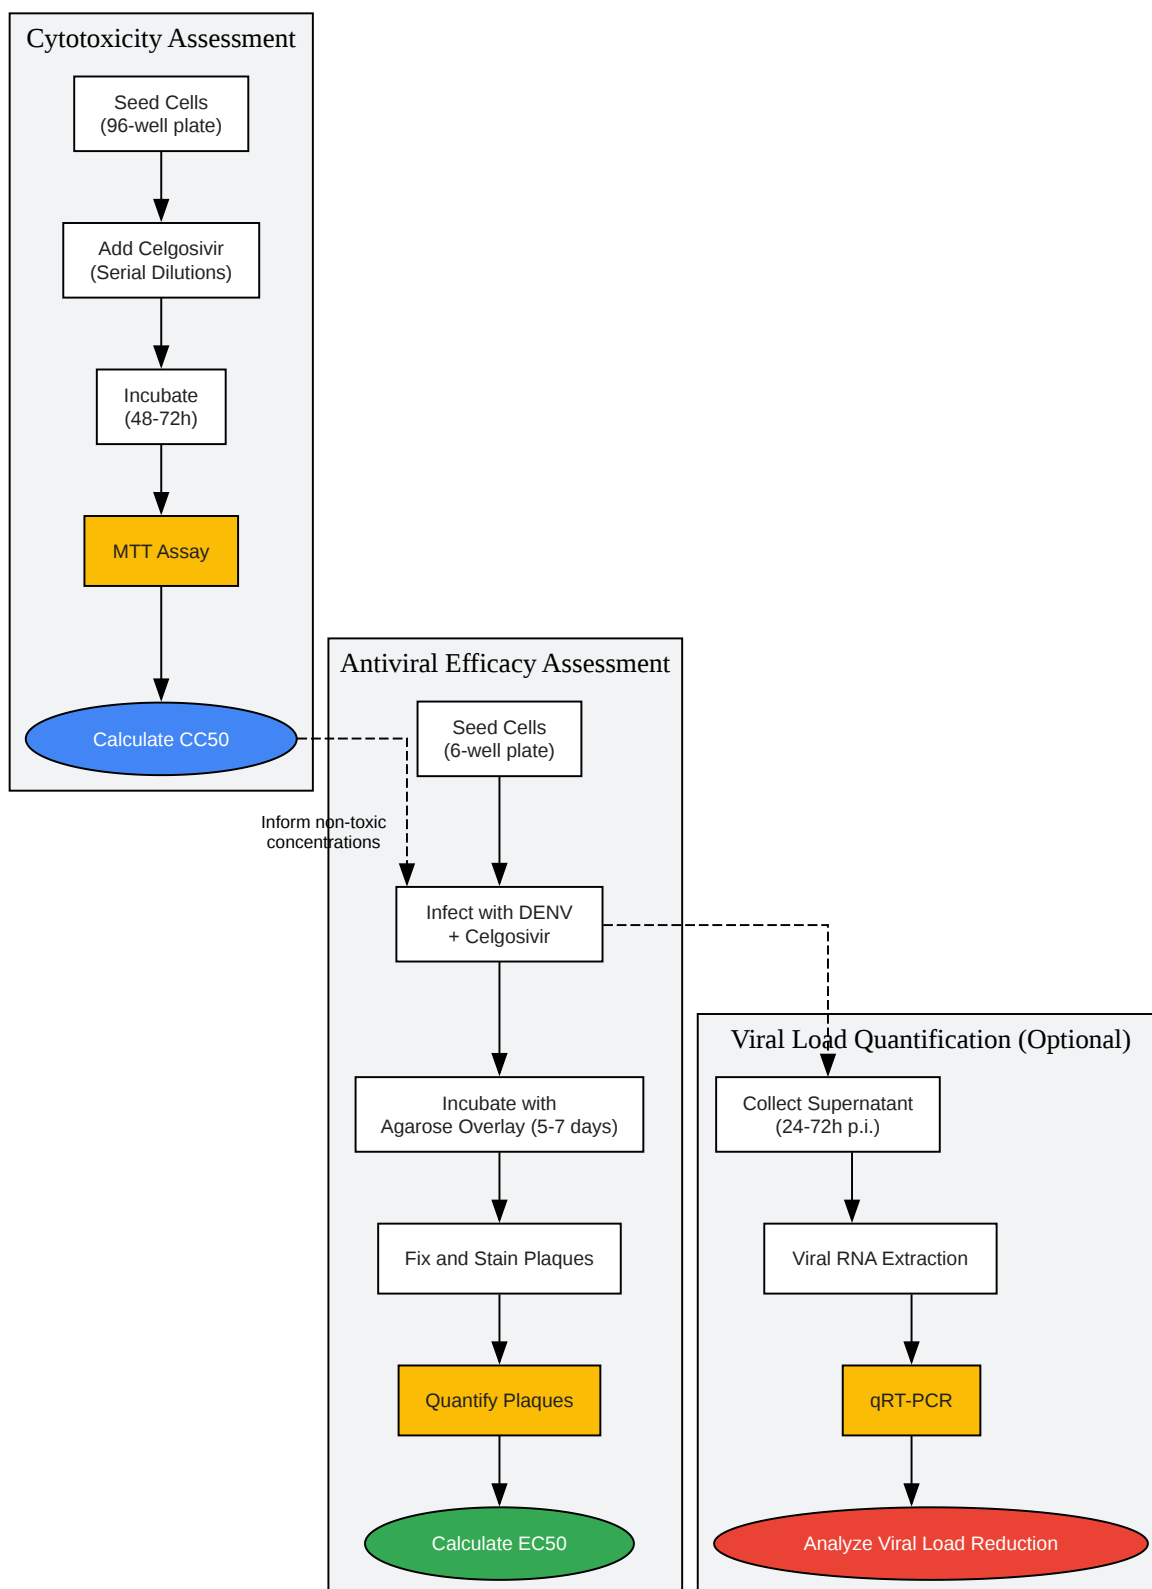 Cytotoxicity Assessment
Seed Cells
(96-well plate)
Add Celgosivir
(Serial Dilutions)
Incubate
(48-72h)
MTT Assay
Calculate CC50
Inform non-toxic
concentrations
Antiviral Efficacy Assessment
Seed Cells
(6-well plate)
Infect with DENV
+ Celgosivir
Incubate with
Agarose Overlay (5-7 days)
Fix and Stain Plaques
Quantify Plaques
Calculate EC50
Viral Load Quantification (Optional)
Collect Supernatant
(24-72h p.i.)
Viral RNA Extraction
qRT-PCR
Analyze Viral Load Reduction